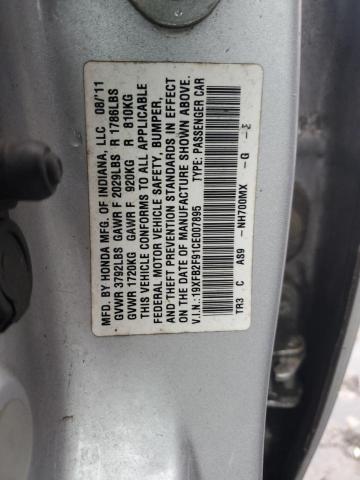 MFD. BY HONDA MFG. OF INDIANA, LLC 08/'11
GVWR 3792LBS GAWR F 2029LBS R 1786LBS
GVWR 1720KG GAWR F 920KG R 810KG
THIS VEHICLE CONFORMS TO ALL APPLICABLE
FEDERAL MOTOR VEHICLE SAFETY, BUMPER,
AND THEFT PREVENTION STANDARDS IN EFFECT
ON THE DATE OF MANUFACTURE SHOWN ABOVE.
V.I.N.:19XFB2F91CE007995 TYPE: PASSENGER CAR
TR3 C AS9 -NH700MX -G -